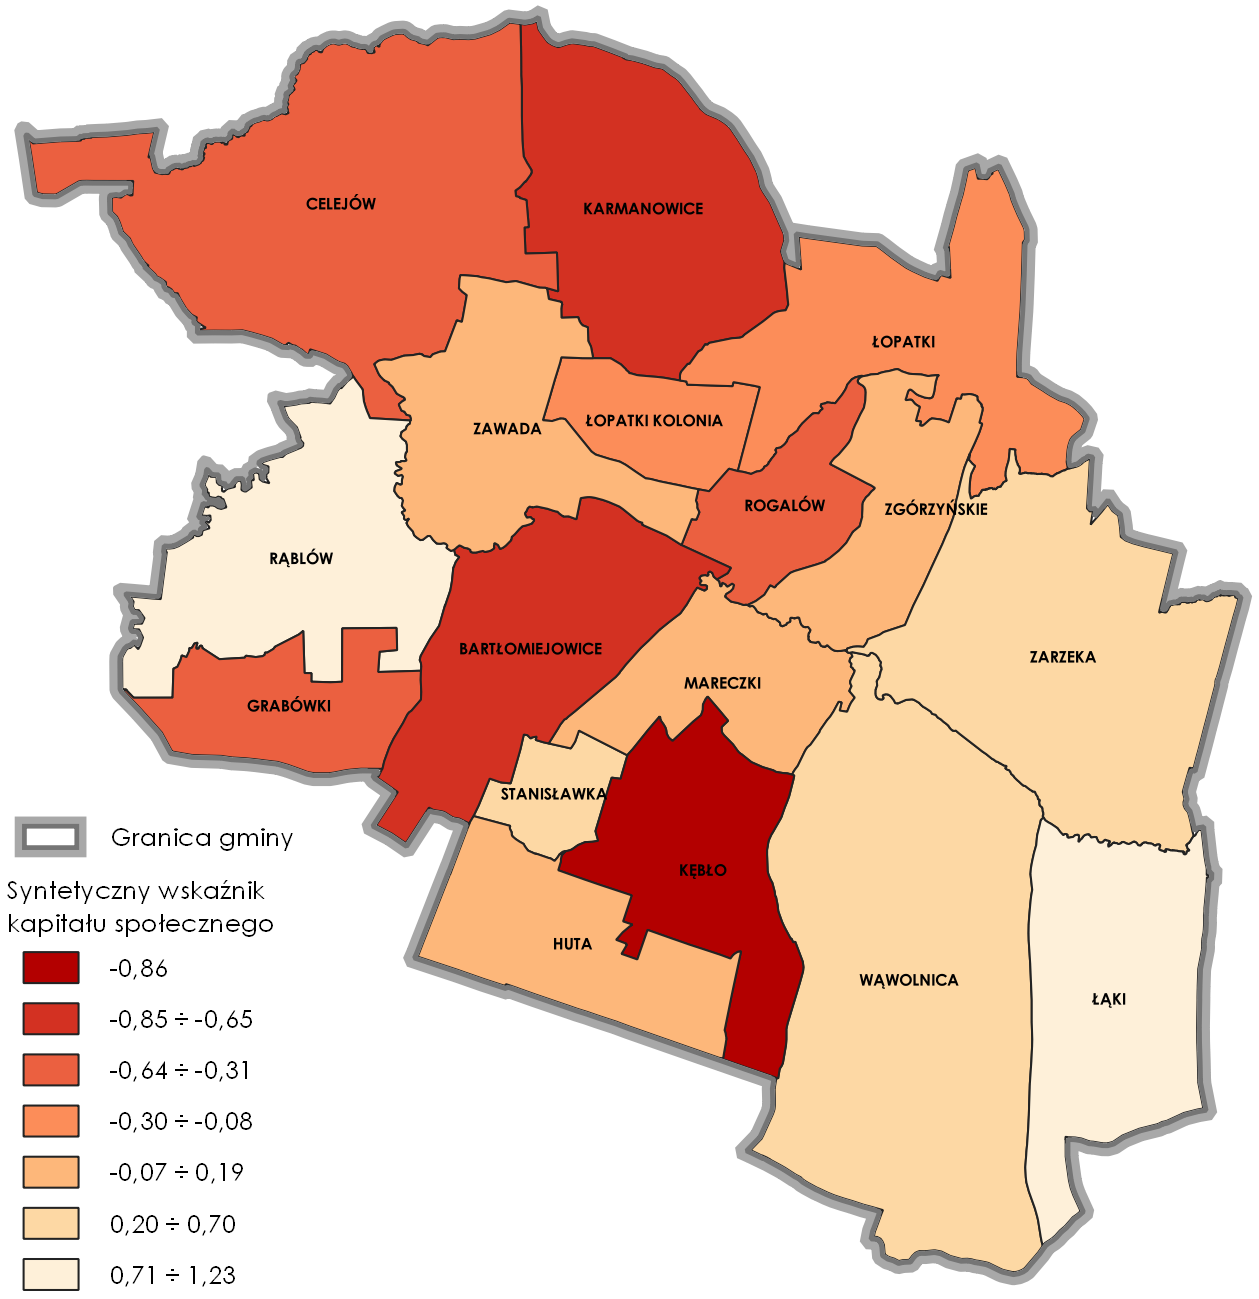 CELEJÓW
KARMANOWICE
ŁOPATKI
ZAWADA
ŁOPATKI KOLONIA
ROGALÓW
ZGÓRZYŃSKIE
RĄBLÓW
BARTŁOMIEJOWICE
ZARZEKA
MARECZKI
GRABÓWKI
STANISŁAWKA
KĘBŁO
HUTA
WĄWOLNICA
ŁĄKI
Granica gminy
Syntetyczny wskaźnik
kapitału społecznego
-0,86
-0,85 ÷ -0,65
-0,64 ÷ -0,31
-0,30 ÷ -0,08
-0,07 ÷ 0,19
0,20 ÷ 0,70
0,71 ÷ 1,23